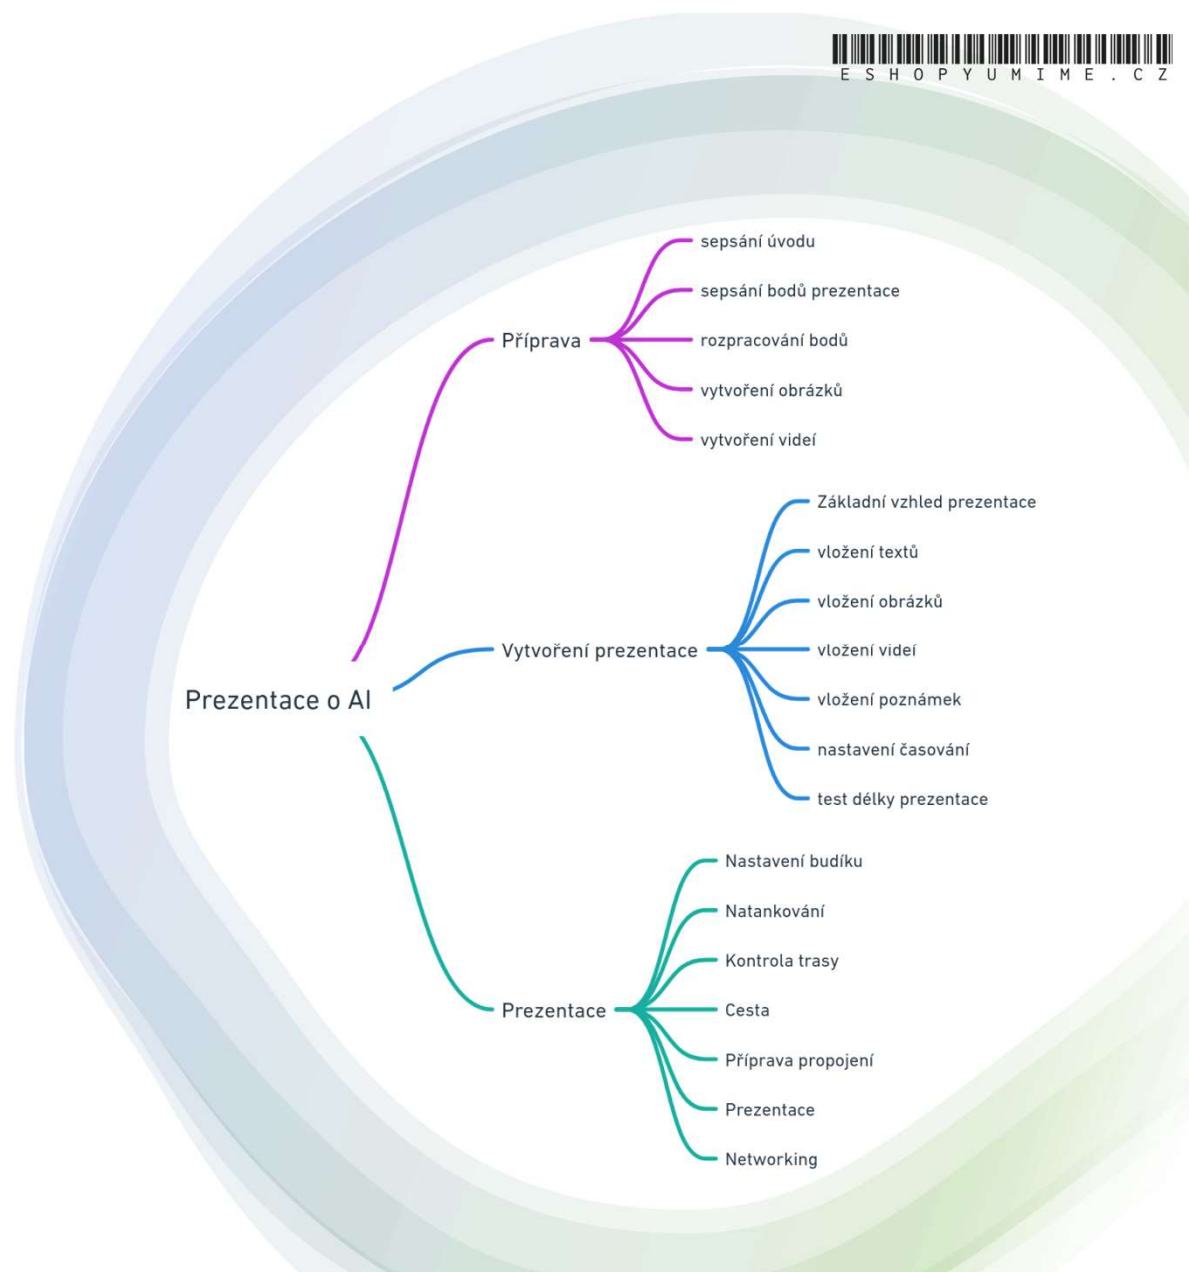 ESHOPYUMIME.CZ
Prezentace o AI
Příprava
sepsání úvodu
sepsání bodů prezentace
rozpracování bodů
vytvoření obrázků
vytvoření videí
Vytvoření prezentace
Základní vzhled prezentace
vložení textů
vložení obrázků
vložení videí
vložení poznámek
nastavení časování
test délky prezentace
Prezentace
Nastavení budíku
Natankování
Kontrola trasy
Cesta
Příprava propojení
Prezentace
Networking